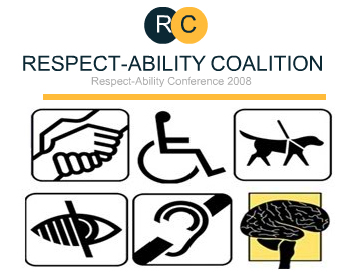 RC
RESPECT-ABILITY COALITION
Respect-Ability Conference 2008